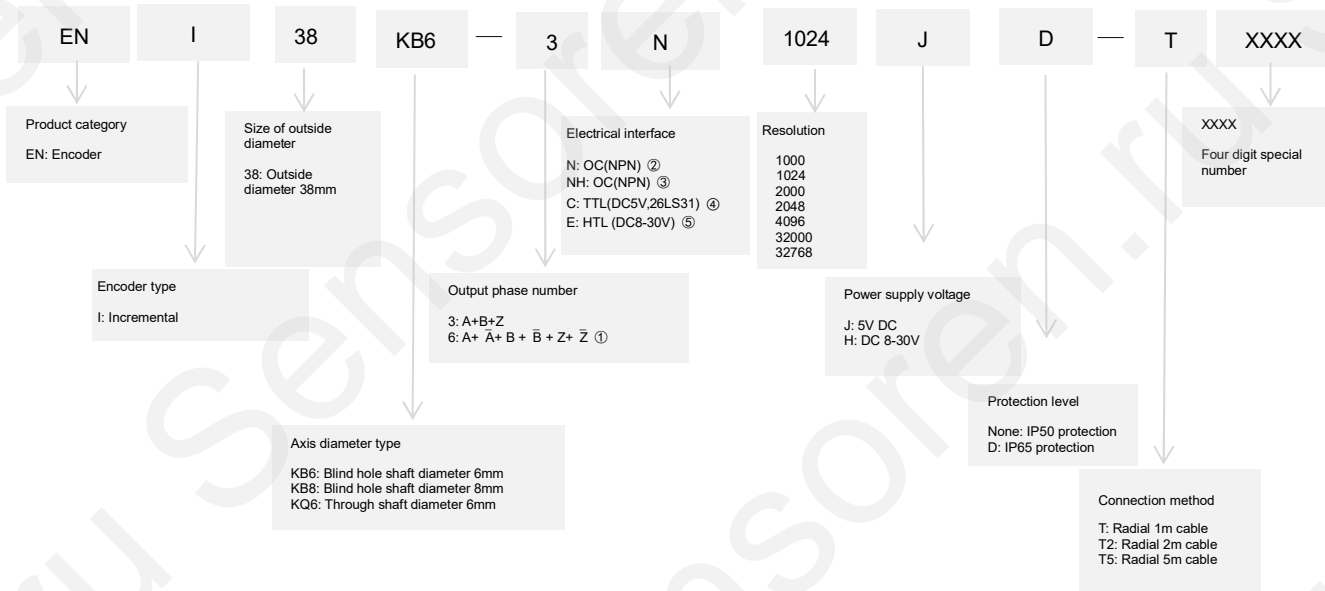 EN I 38 KB6 — 3 N 1024 J D — T XXXX
Product category
EN: Encoder
Size of outside
diameter
38: Outside
diameter 38mm
Electrical interface
N: OC(NPN) ②
NH: OC(NPN) ③
C: TTL(DC5V,26LS31) ④
E: HTL (DC8-30V) ⑤
Resolution
1000
1024
2000
2048
4096
32000
32768
XXXX
Four digit special
number
Encoder type
I: Incremental
Output phase number
3: A+B+Z
6: A+ A̅+ B + B̅ + Z+ Z̅ ①
Power supply voltage
J: 5V DC
H: DC 8-30V
Axis diameter type
KB6: Blind hole shaft diameter 6mm
KB8: Blind hole shaft diameter 8mm
KQ6: Through shaft diameter 6mm
Protection level
None: IP50 protection
D: IP65 protection
Connection method
T: Radial 1m cable
T2: Radial 2m cable
T5: Radial 5m cable
Sensoren.ru